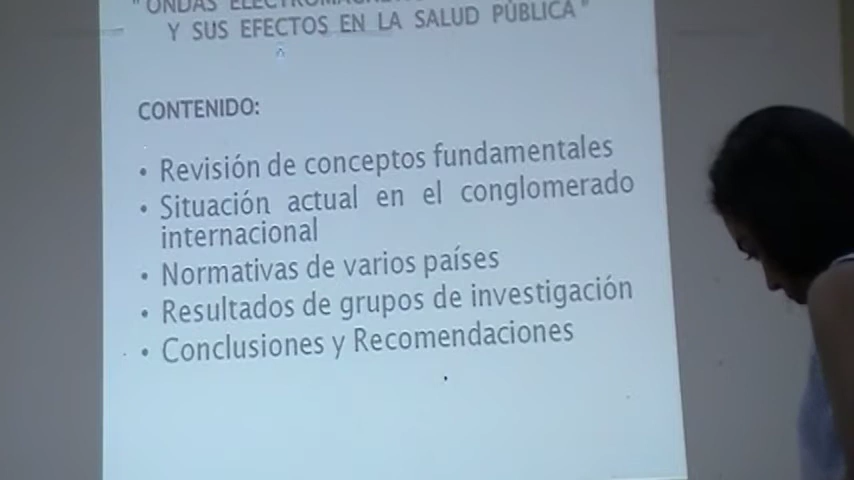 "ONDAS ELECTROMAGNÉ
Y SUS EFECTOS EN LA SALUD PÚBLICA"
CONTENIDO:
• Revisión de conceptos fundamentales
• Situación actual en el conglomerado
internacional
• Normativas de varios países
• Resultados de grupos de investigación
• Conclusiones y Recomendaciones